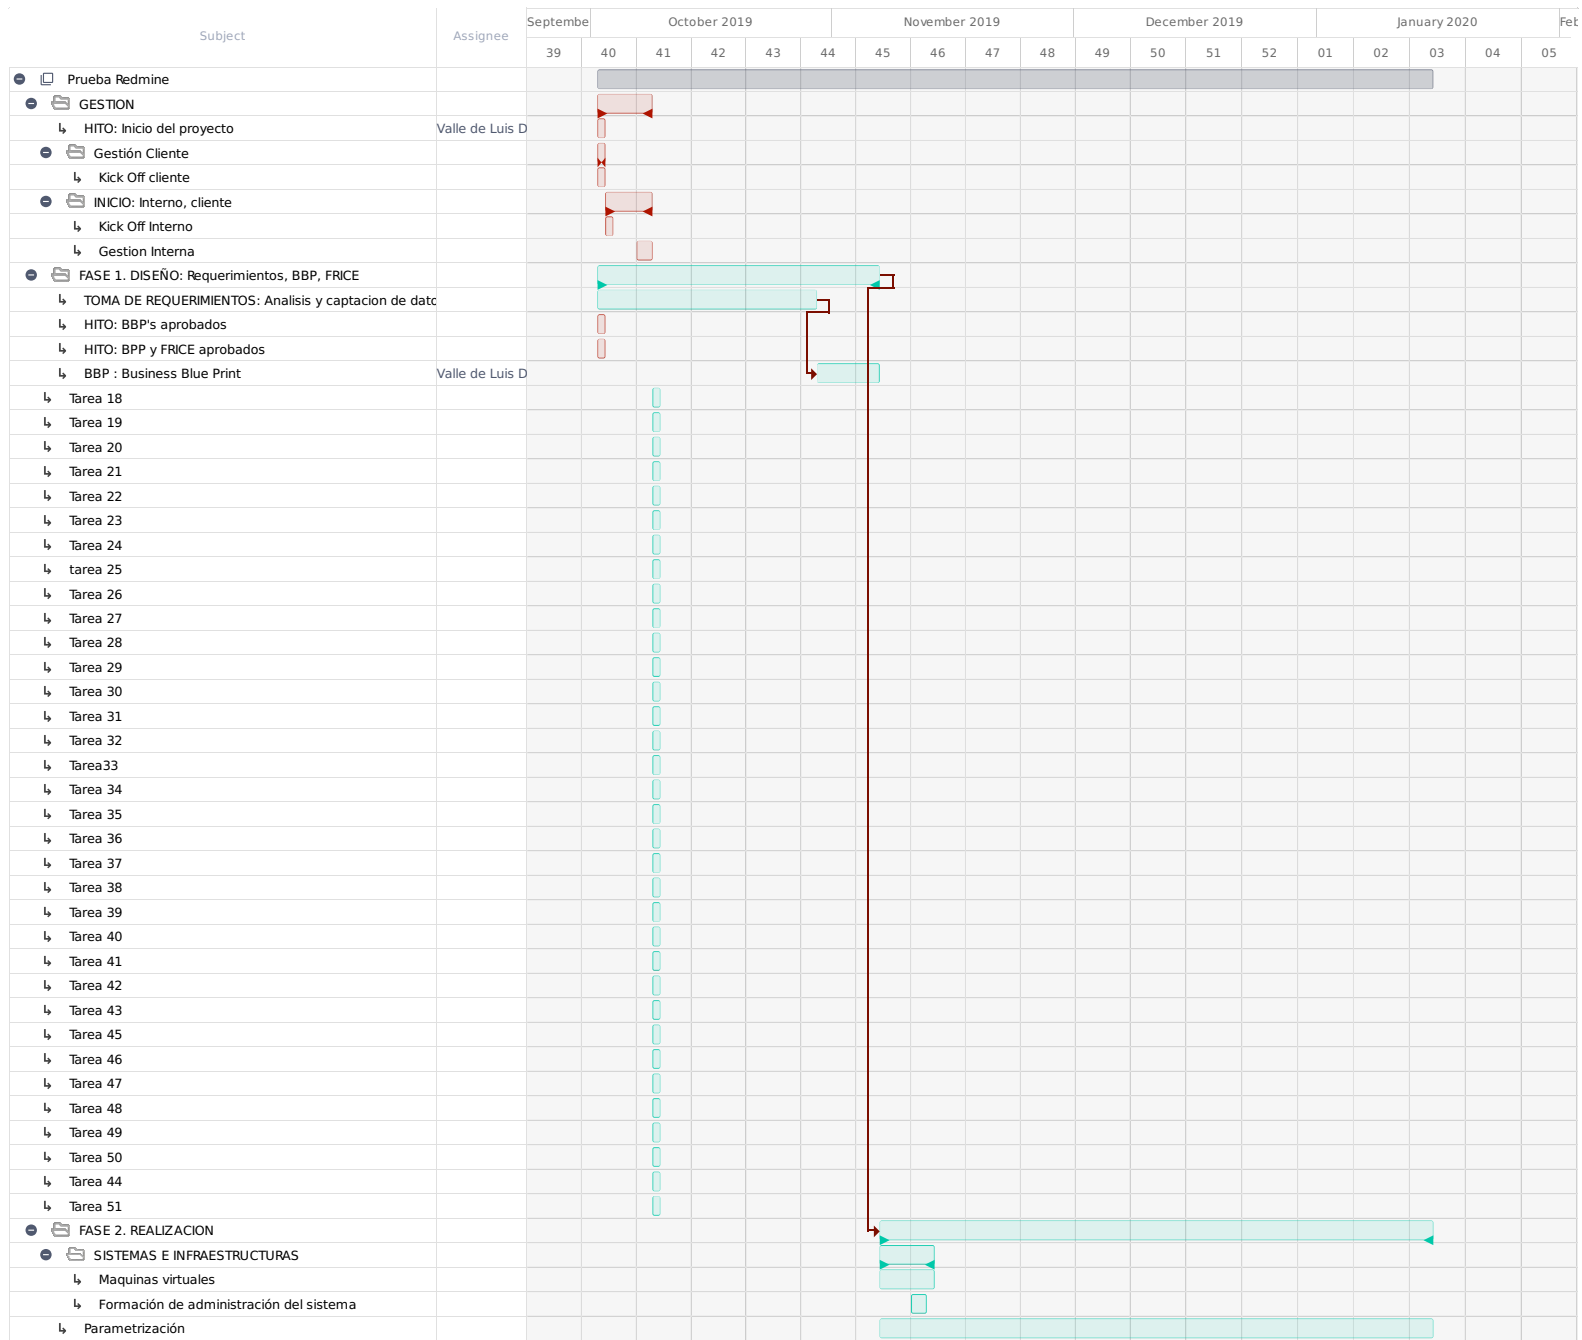 Subject
Assignee
Septembe
October 2019
November 2019
December 2019
January 2020
Feb
39 40 41 42 43 44 45 46 47 48 49 50 51 52 01 02 03 04 05
Prueba Redmine
GESTION
HITO: Inicio del proyecto
Valle de Luis D
Gestión Cliente
Kick Off cliente
INICIO: Interno, cliente
Kick Off Interno
Gestion Interna
FASE 1. DISEÑO: Requerimientos, BBP, FRICE
TOMA DE REQUERIMIENTOS: Analisis y captacion de datc
HITO: BBP's aprobados
HITO: BPP y FRICE aprobados
BBP : Business Blue Print
Valle de Luis D
Tarea 18
Tarea 19
Tarea 20
Tarea 21
Tarea 22
Tarea 23
Tarea 24
tarea 25
Tarea 26
Tarea 27
Tarea 28
Tarea 29
Tarea 30
Tarea 31
Tarea 32
Tarea33
Tarea 34
Tarea 35
Tarea 36
Tarea 37
Tarea 38
Tarea 39
Tarea 40
Tarea 41
Tarea 42
Tarea 43
Tarea 45
Tarea 46
Tarea 47
Tarea 48
Tarea 49
Tarea 50
Tarea 44
Tarea 51
FASE 2. REALIZACION
SISTEMAS E INFRAESTRUCTURAS
Maquinas virtuales
Formación de administración del sistema
Parametrización